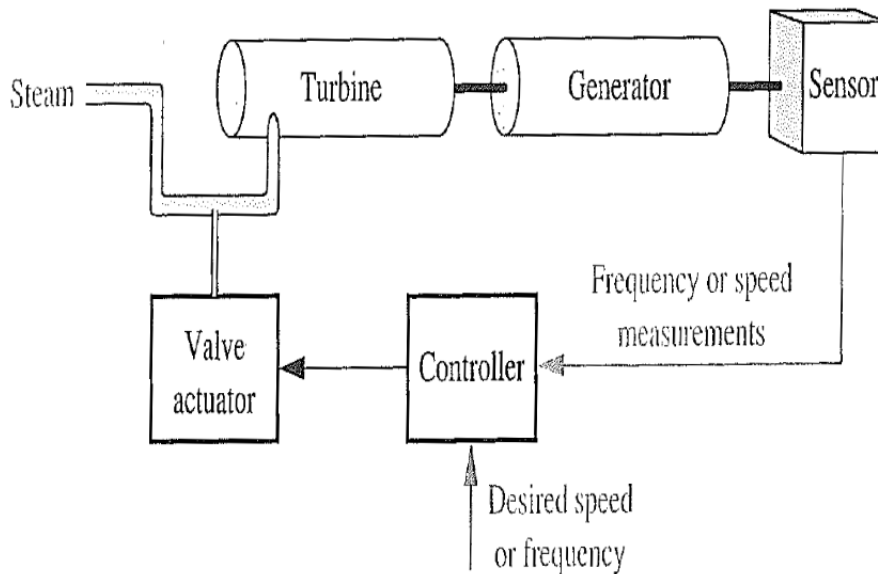 Steam
Turbine
Generator
Sensor
Frequency or speed
measurements
Valve
actuator
Controller
Desired speed
or frequency